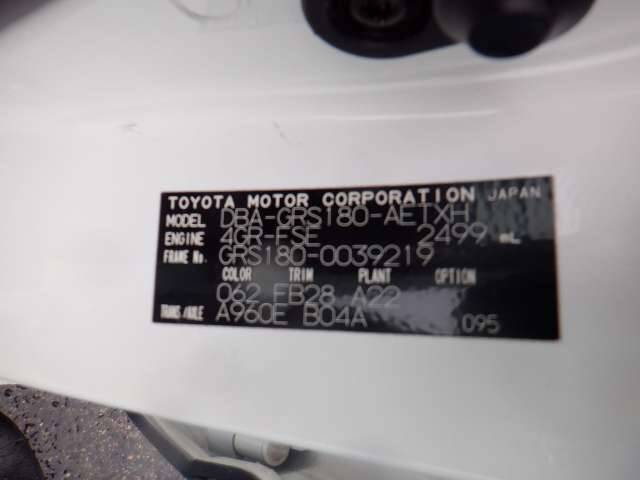 TOYOTA MOTOR CORPORATION JAPAN
MODEL DBA-GRS180-AETXH
ENGINE 4GR-FSE 2499 mL
FRAME No. GRS180-0039219
COLOR TRIM PLANT OPTION
062 FB28 A22
TRANS/AXLE A960E B04A 095